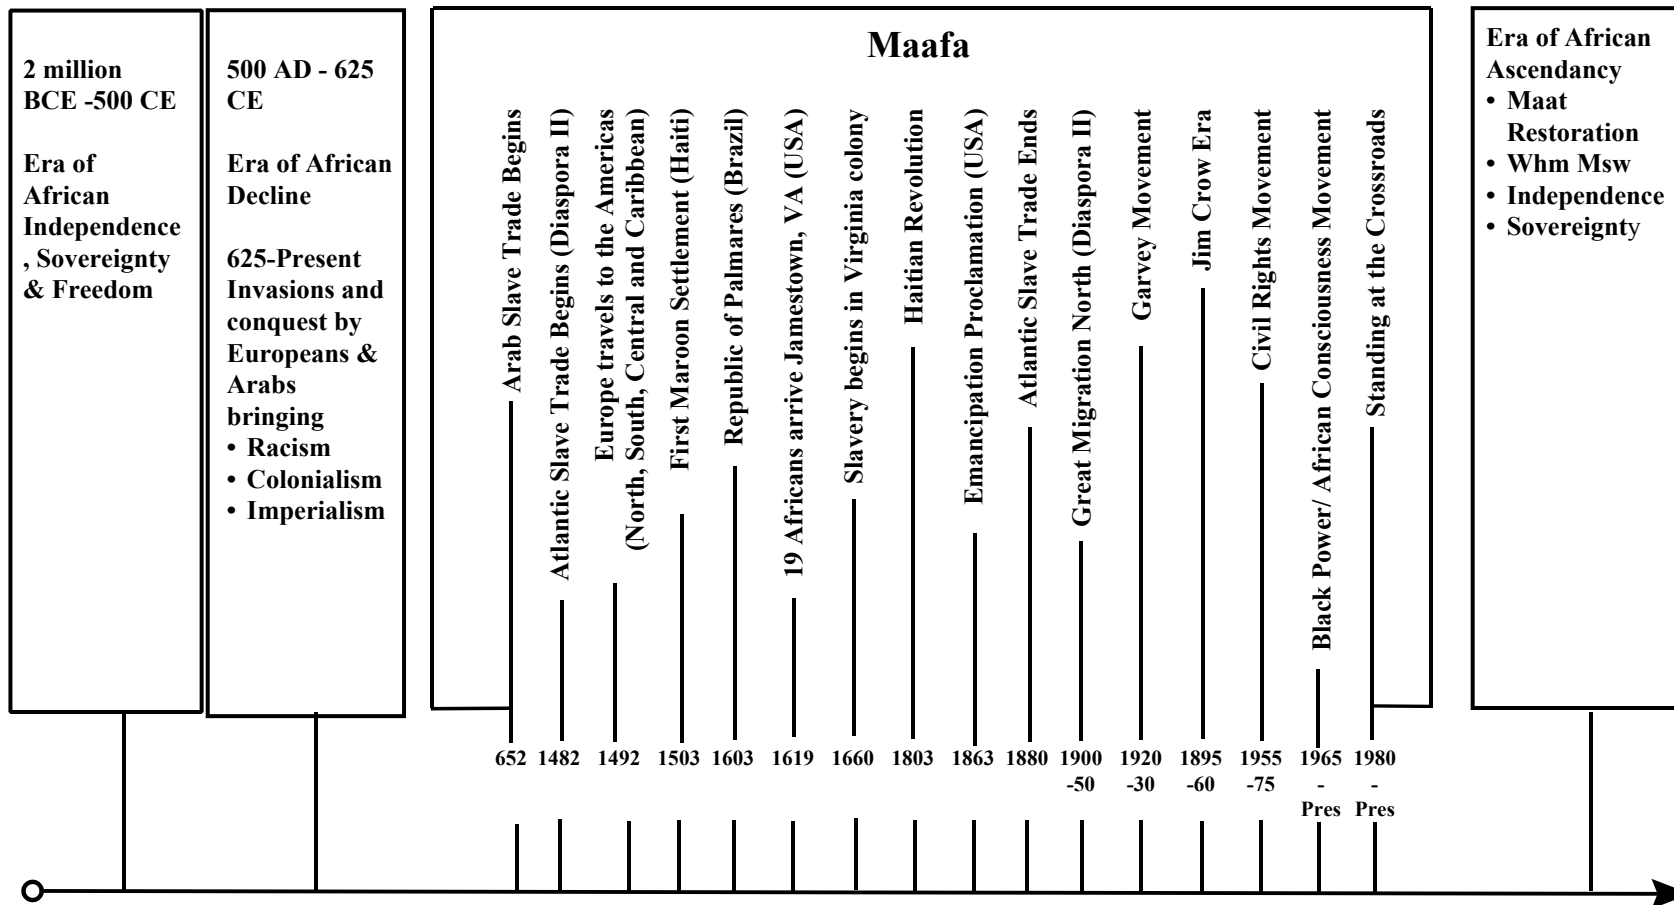 2 million
BCE -500 CE
Era of
African
Independence
, Sovereignty
& Freedom
500 AD - 625
CE
Era of African
Decline
625-Present
Invasions and
conquest by
Europeans &
Arabs
bringing
• Racism
• Colonialism
• Imperialism
Maafa
Arab Slave Trade Begins
Atlantic Slave Trade Begins (Diaspora II)
Europe travels to the Americas
(North, South, Central and Caribbean)
First Maroon Settlement (Haiti)
Republic of Palmares (Brazil)
19 Africans arrive Jamestown, VA (USA)
Slavery begins in Virginia colony
Haitian Revolution
Emancipation Proclamation (USA)
Atlantic Slave Trade Ends
Great Migration North (Diaspora II)
Garvey Movement
Jim Crow Era
Civil Rights Movement
Black Power/ African Consciousness Movement
Standing at the Crossroads
652
1482
1492
1503
1603
1619
1660
1803
1863
1880
1900
-50
1920
-30
1895
-60
1955
-75
1965
-
Pres
1980
-
Pres
Era of African
Ascendancy
• Maat
Restoration
• Whm Msw
• Independence
• Sovereignty